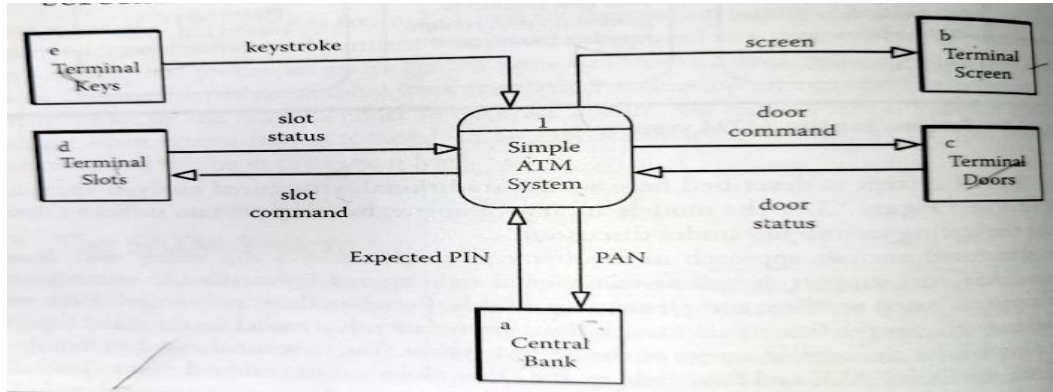 e
Terminal
Keys
keystroke
screen
b
Terminal
Screen
slot
status
1
Simple
ATM
System
door
command
d
Terminal
Slots
c
Terminal
Doors
slot
command
door
status
Expected PIN
PAN
a
Central
Bank